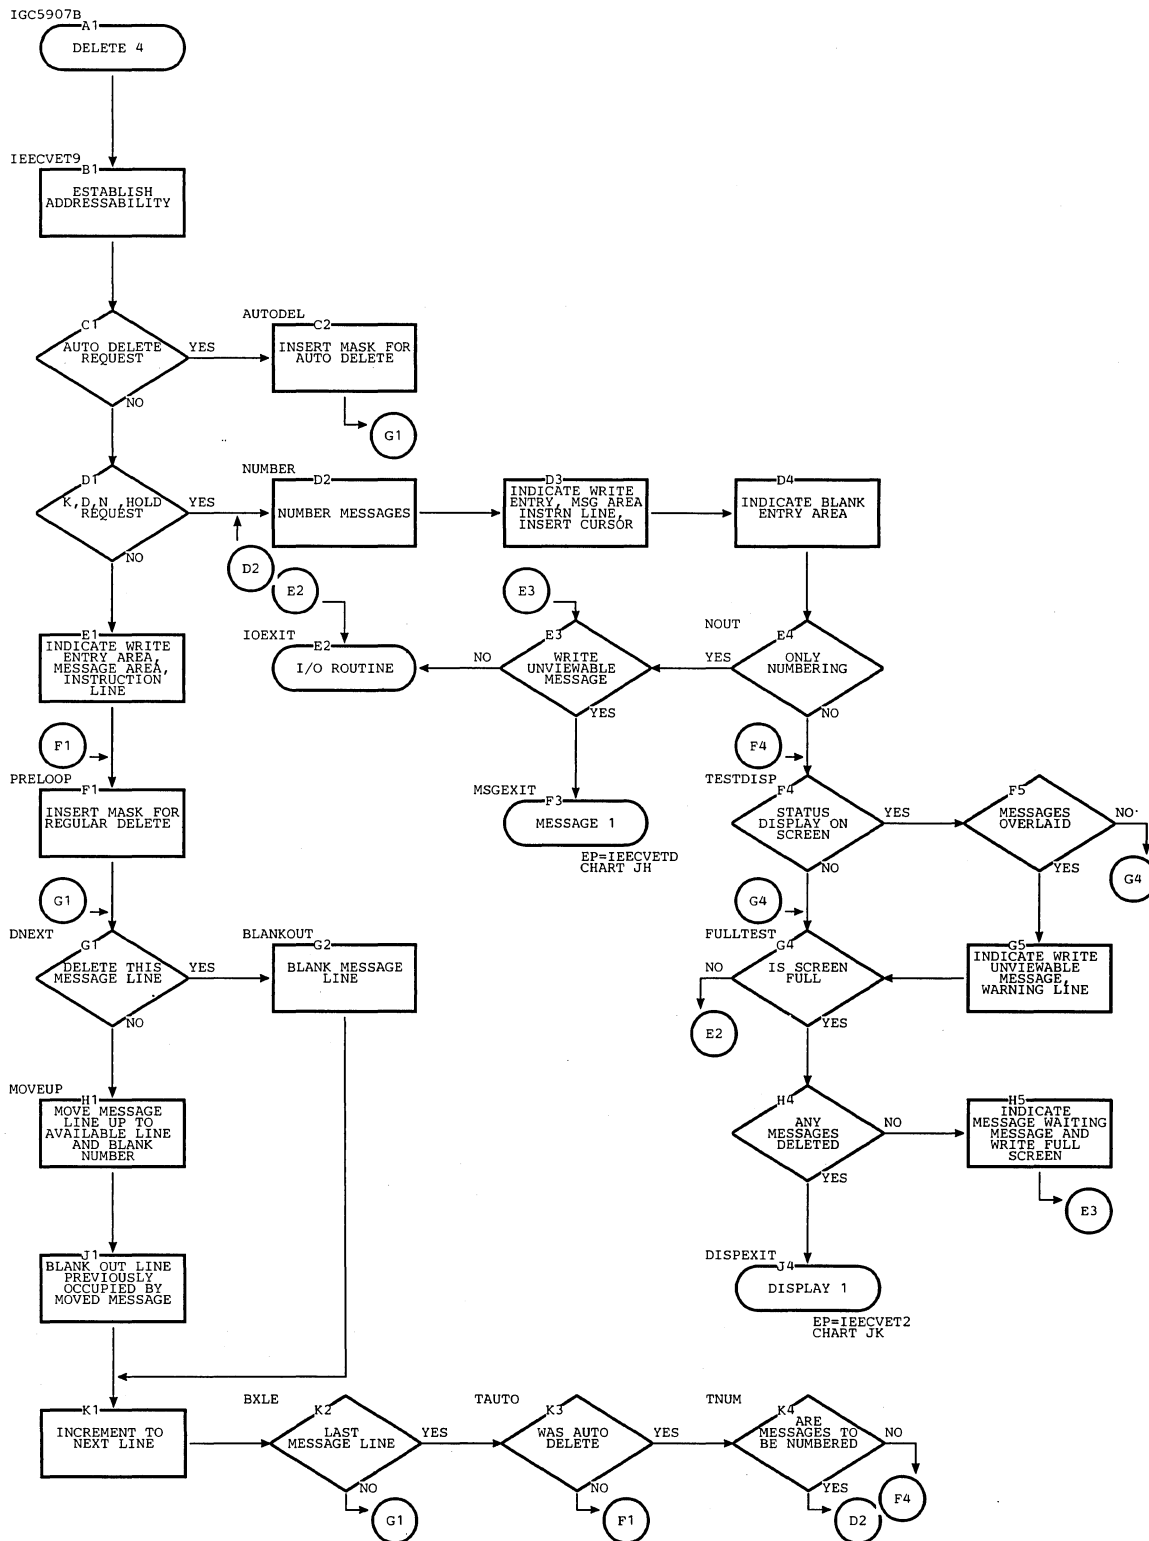 IGC5907B
A1
DELETE 4
IEECVET9
B1
ESTABLISH
ADDRESSABILITY
C1
AUTO DELETE
REQUEST
YES
NO
AUTODEL
C2
INSERT MASK FOR
AUTO DELETE
G1
D1
K,D,N ,HOLD
REQUEST
YES
NO
D2
NUMBER
D2
NUMBER MESSAGES
D3
INDICATE WRITE
ENTRY, MSG AREA
INSTRN LINE,
INSERT CURSOR
D4
INDICATE BLANK
ENTRY AREA
E1
INDICATE WRITE
ENTRY AREA,
MESSAGE AREA,
INSTRUCTION
LINE
E2
IOEXIT
E2
I/O ROUTINE
E3
E3
WRITE
UNVIEWABLE
MESSAGE
NO
YES
NOUT
E4
ONLY
NUMBERING
YES
NO
F1
PRELOOP
F1
INSERT MASK FOR
REGULAR DELETE
MSGEXIT
F3
MESSAGE 1
EP=IEECVETD
CHART JH
F4
TESTDISP
F4
STATUS
DISPLAY ON
SCREEN
YES
NO
F5
MESSAGES
OVERLAID
NO
YES
G4
G1
DNEXT
G1
DELETE THIS
MESSAGE LINE
YES
NO
BLANKOUT
G2
BLANK MESSAGE
LINE
G4
FULLTEST
G4
IS SCREEN
FULL
NO
YES
E2
G5
INDICATE WRITE
UNVIEWABLE
MESSAGE,
WARNING LINE
MOVEUP
H1
MOVE MESSAGE
LINE UP TO
AVAILABLE LINE
AND BLANK
NUMBER
H4
ANY
MESSAGES
DELETED
NO
YES
H5
INDICATE
MESSAGE WAITING
MESSAGE AND
WRITE FULL
SCREEN
E3
J1
BLANK OUT LINE
PREVIOUSLY
OCCUPIED BY
MOVED MESSAGE
DISPEXIT
J4
DISPLAY 1
EP=IEECVET2
CHART JK
K1
INCREMENT TO
NEXT LINE
BXLE
K2
LAST
MESSAGE LINE
YES
NO
G1
TAUTO
K3
WAS AUTO
DELETE
YES
NO
F1
TNUM
K4
ARE
MESSAGES TO
BE NUMBERED
NO
YES
D2
F4